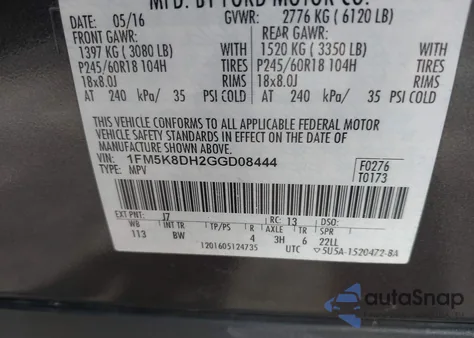 MFD. BY FORD MOTOR CO.
DATE: 05/16 GVWR: 2776 KG ( 6120 LB)
FRONT GAWR: REAR GAWR:
1397 KG ( 3080 LB) WITH 1520 KG ( 3350 LB) WITH
P245/60R18 104H TIRES P245/60R18 104H TIRES
18x8.0J RIMS 18x8.0J RIMS
AT 240 kPa/ 35 PSI COLD AT 240 kPa/ 35 PSI COLD
THIS VEHICLE CONFORMS TO ALL APPLICABLE FEDERAL MOTOR
VEHICLE SAFETY STANDARDS IN EFFECT ON THE DATE OF
MANUFACTURE SHOWN ABOVE.
VIN: 1FM5K8DH2GGD08444 F0276
TYPE: MPV T0173
EXT PNT: J7 RC: 13 DSO:
WB INT TR TP/PS R AXLE TR SPR
113 BW 4 3H 6 22LL
1201605124735 UTC 5U5A-1520472-BA
autoSnap